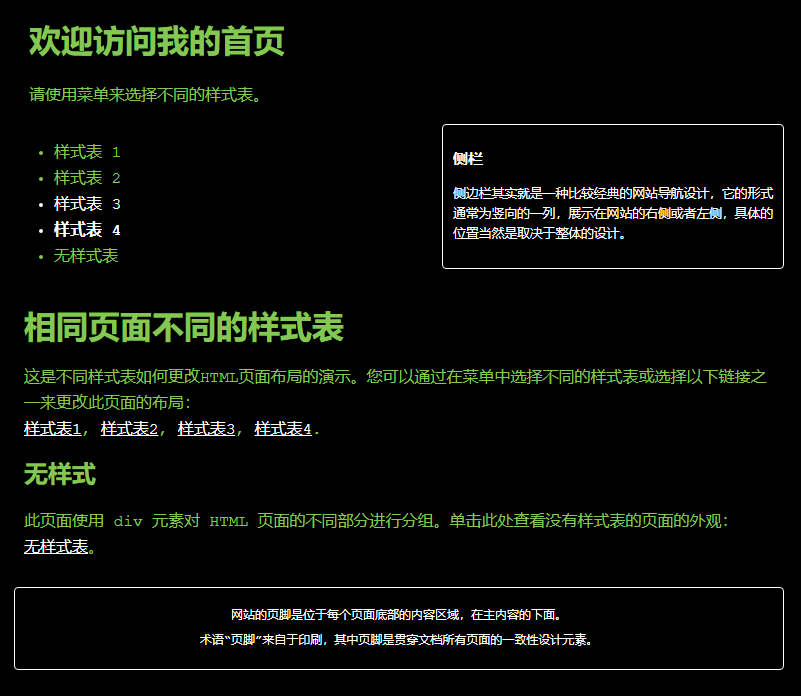 欢迎访问我的首页
请使用菜单来选择不同的样式表。
样式表 1
样式表 2
样式表 3
样式表 4
无样式表
侧栏
侧边栏其实就是一种比较经典的网站导航设计，它的形式
通常为竖向的一列，展示在网站的右侧或者左侧，具体的
位置当然是取决于整体的设计。
相同页面不同的样式表
这是不同样式表如何更改HTML页面布局的演示。您可以通过在菜单中选择不同的样式表或选择以下链接之
一来更改此页面的布局：
样式表1, 样式表2, 样式表3, 样式表4.
无样式
此页面使用 div 元素对 HTML 页面的不同部分进行分组。单击此处查看没有样式表的页面的外观：
无样式表。
网站的页脚是位于每个页面底部的内容区域，在主内容的下面。
术语“页脚”来自于印刷，其中页脚是贯穿文档所有页面的一致性设计元素。